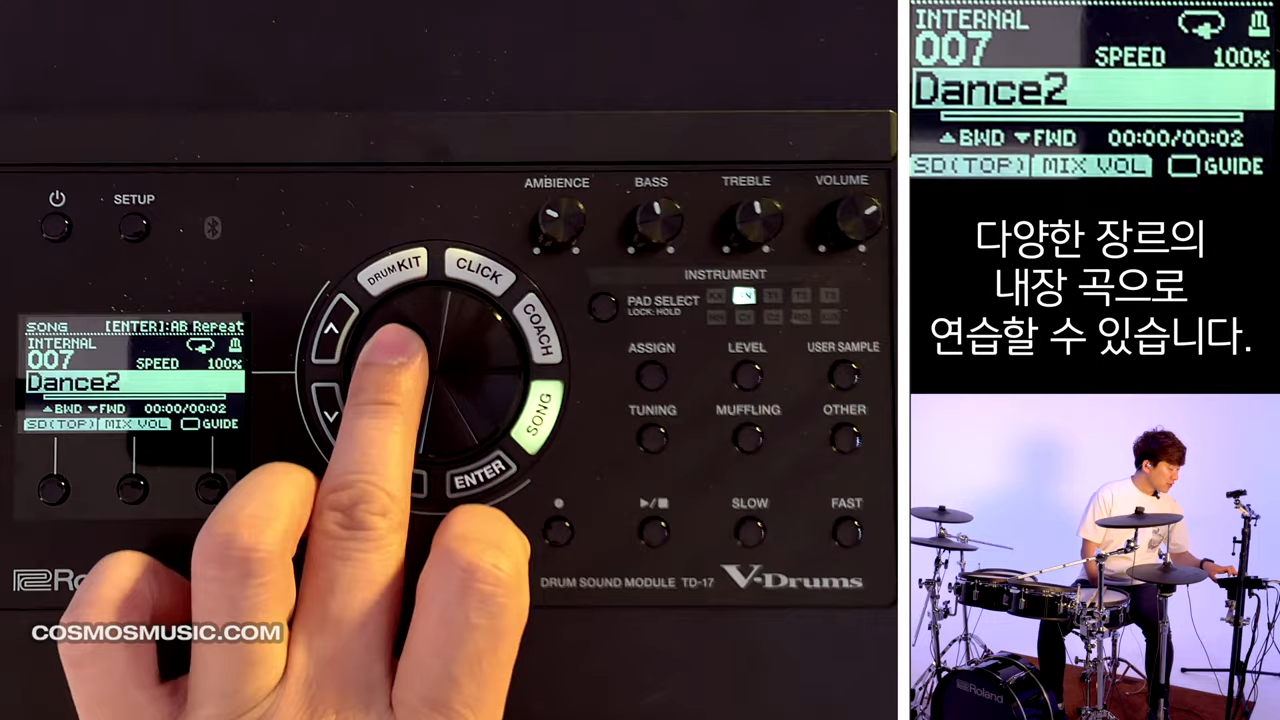 SETUP
AMBIENCE
BASS
TREBLE
VOLUME
DRUM KIT
CLICK
COACH
SONG
ENTER
INSTRUMENT
PAD SELECT
LOCK: HOLD
ASSIGN
LEVEL
USER SAMPLE
TUNING
MUFFLING
OTHER
SLOW
FAST
DRUM SOUND MODULE TD-17
V-Drums
SONG [ENTER]:AB Repeat
INTERNAL
007
SPEED 100%
Dance2
▲BWD ▼FWD 00:00/00:02
SD(TOP) MIX VOL GUIDE
COSMOSMUSIC.COM
INTERNAL
007
SPEED 100%
Dance2
▲BWD ▼FWD 00:00/00:02
SD(TOP) MIX VOL GUIDE
다양한 장르의
내장 곡으로
연습할 수 있습니다.
Roland